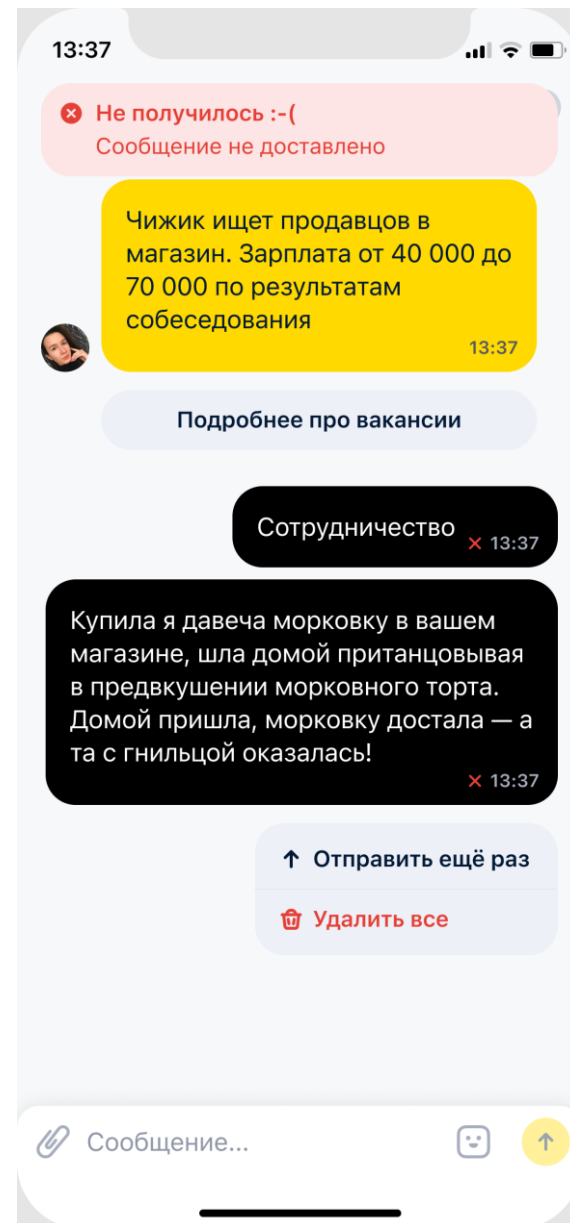 13:37
Не получилось :-(
Сообщение не доставлено
Чижик ищет продавцов в
магазин. Зарплата от 40 000 до
70 000 по результатам
собеседования
13:37
Подробнее про вакансии
Сотрудничество
13:37
Купила я давеча морковку в вашем
магазине, шла домой пританцовывая
в предвкушении морковного торта.
Домой пришла, морковку достала — а
та с гнильцой оказалась!
13:37
Отправить ещё раз
Удалить все
Сообщение...